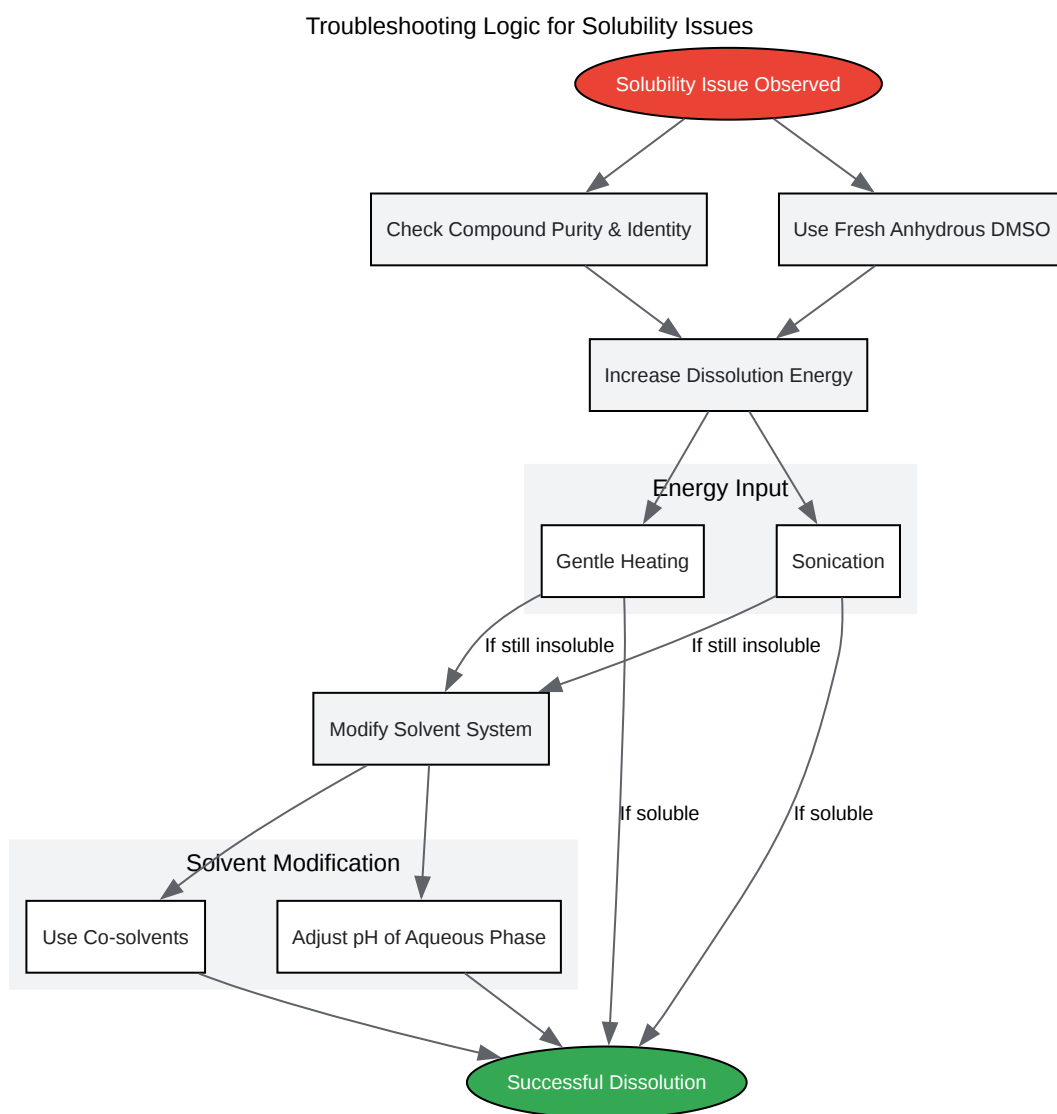 Troubleshooting Logic for Solubility Issues
Solubility Issue Observed
Check Compound Purity & Identity
Use Fresh Anhydrous DMSO
Increase Dissolution Energy
Energy Input
Gentle Heating
Sonication
If still insoluble
If still insoluble
Modify Solvent System
If soluble
If soluble
Solvent Modification
Use Co-solvents
Adjust pH of Aqueous Phase
Successful Dissolution